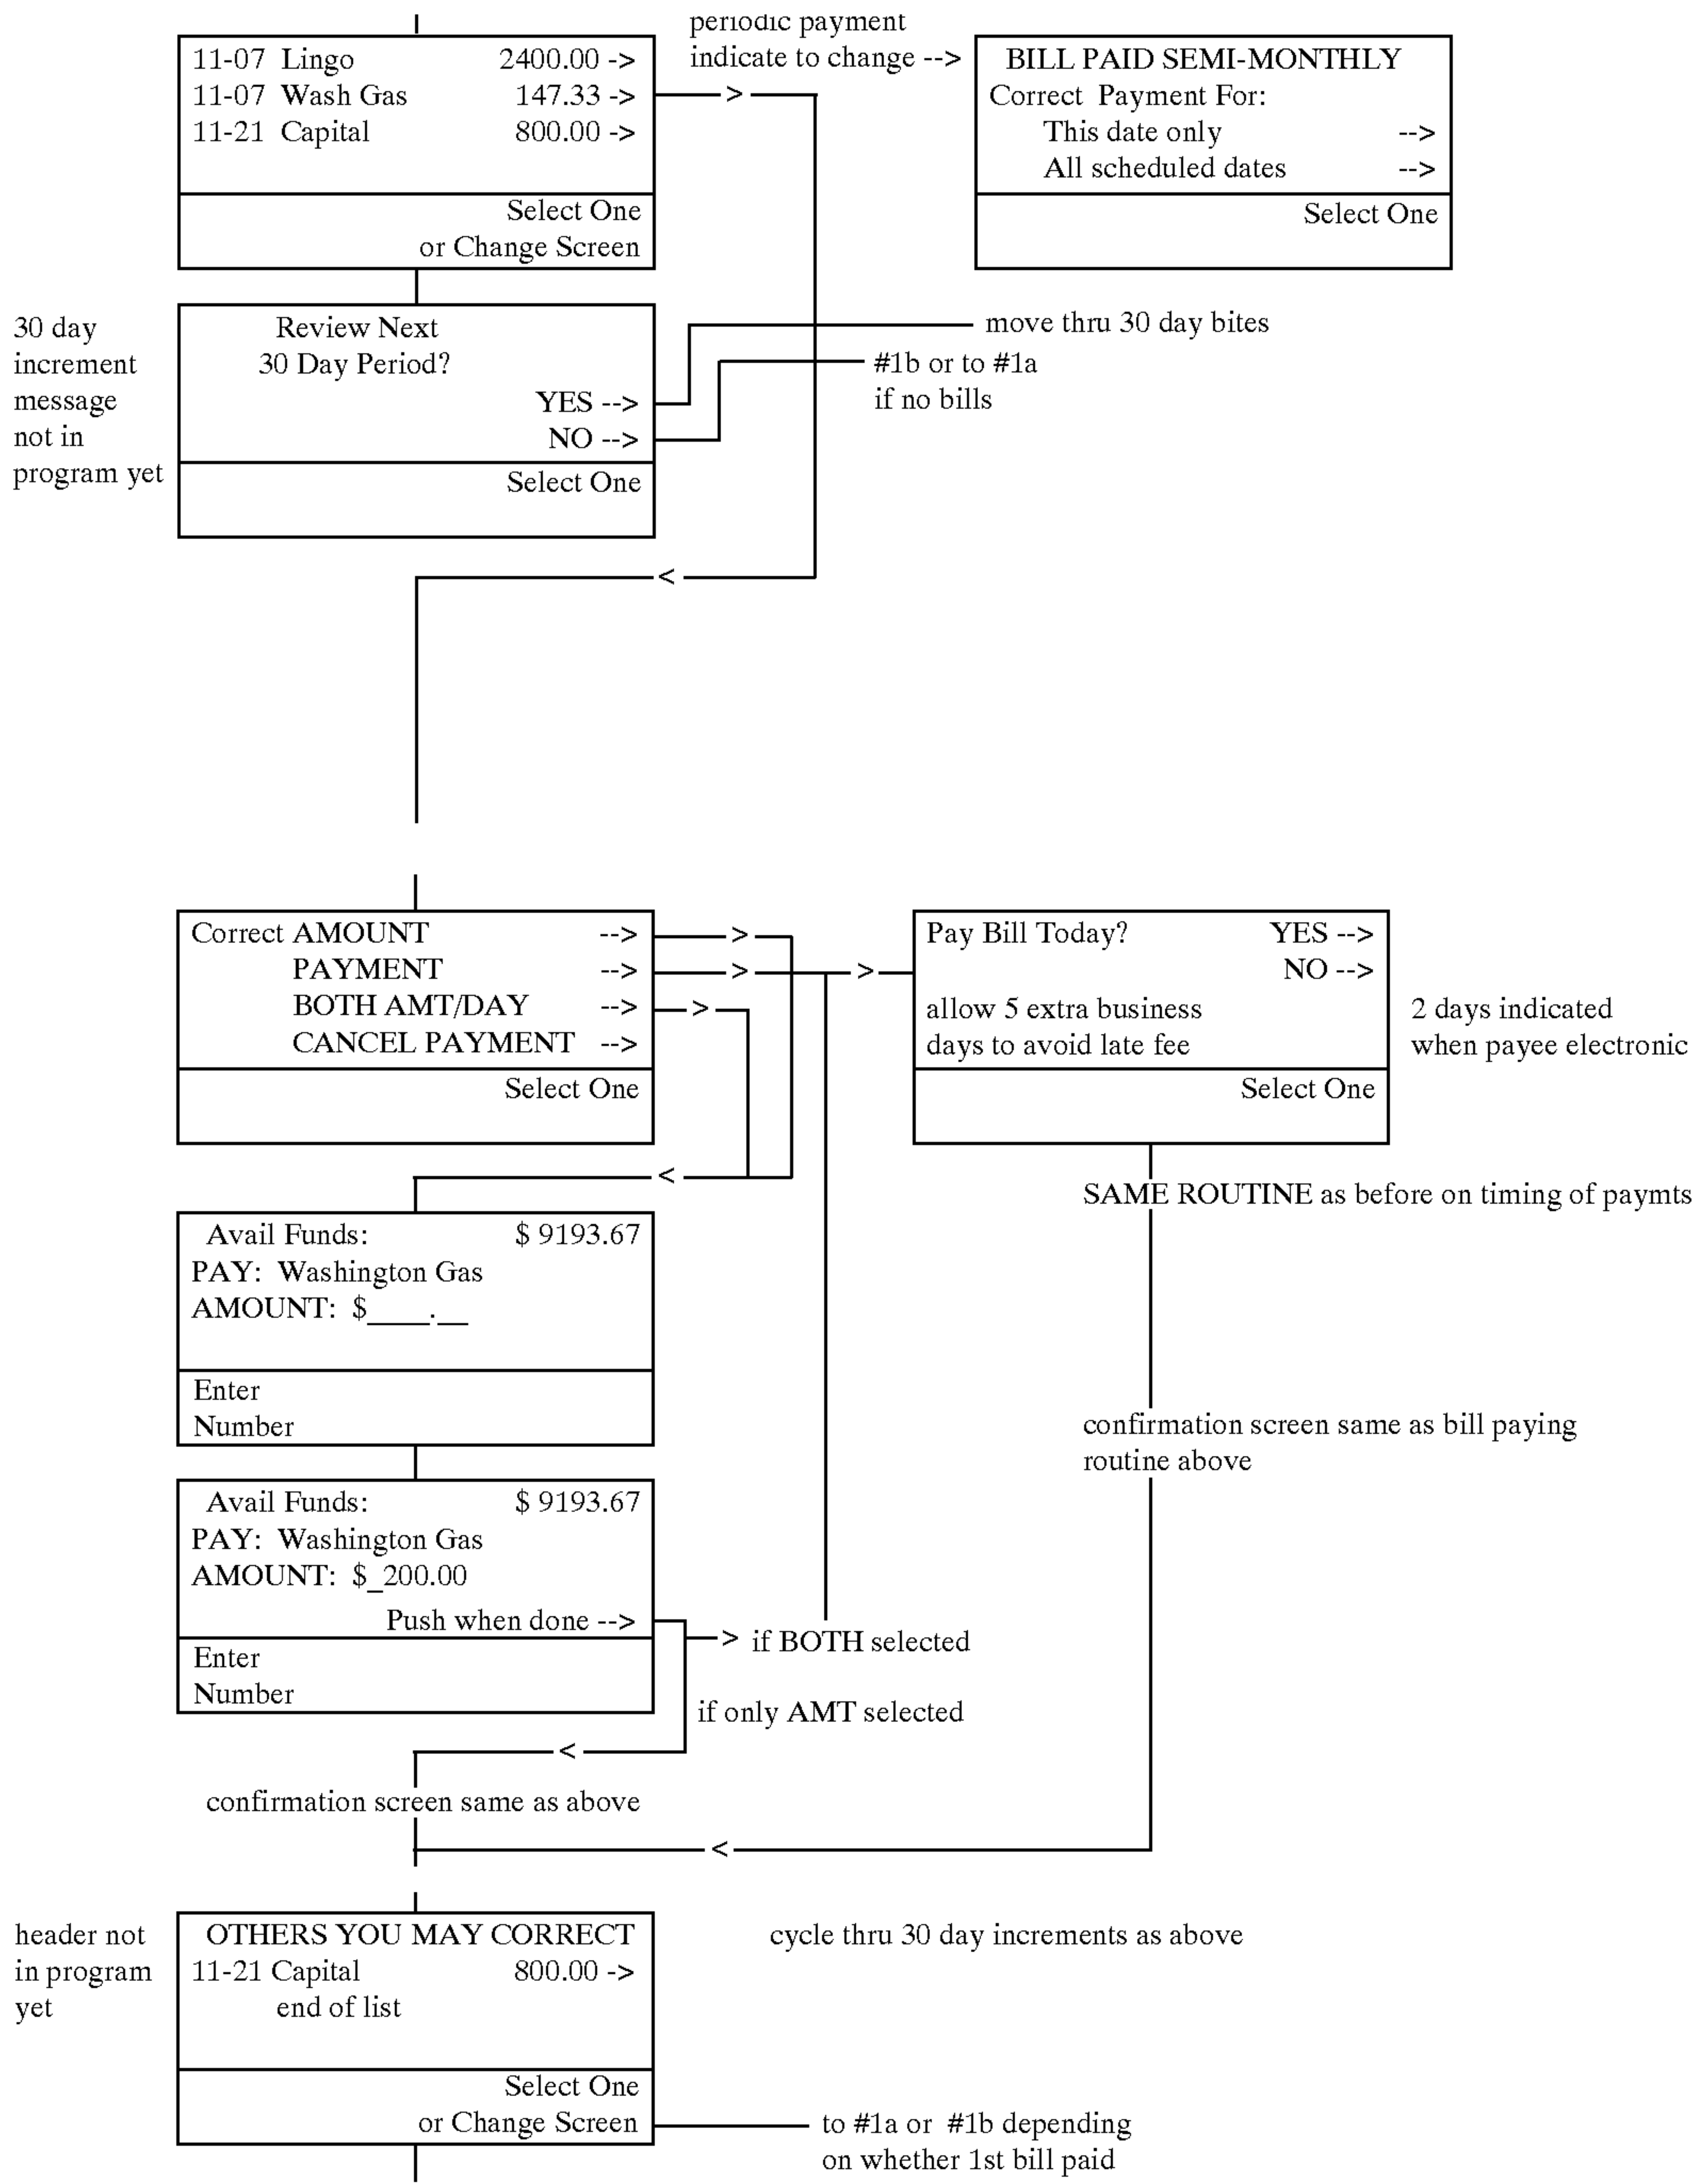 periodic payment
indicate to change -->
11-07 Lingo 2400.00 ->
11-07 Wash Gas 147.33 ->
11-21 Capital 800.00 ->
Select One
or Change Screen
>
BILL PAID SEMI-MONTHLY
Correct Payment For:
This date only -->
All scheduled dates -->
Select One
30 day
increment
message
not in
program yet
Review Next
30 Day Period?
YES -->
NO -->
Select One
move thru 30 day bites
#1b or to #1a
if no bills
<
Correct AMOUNT --> >
PAYMENT --> > >
BOTH AMT/DAY --> >
CANCEL PAYMENT -->
Select One
Pay Bill Today? YES -->
NO -->
allow 5 extra business
days to avoid late fee
Select One
2 days indicated
when payee electronic
<
SAME ROUTINE as before on timing of paymts
Avail Funds: $ 9193.67
PAY: Washington Gas
AMOUNT: $____.__
Enter
Number
confirmation screen same as bill paying
routine above
Avail Funds: $ 9193.67
PAY: Washington Gas
AMOUNT: $_200.00
Push when done -->
Enter
Number
> if BOTH selected
if only AMT selected
<
confirmation screen same as above
<
header not
in program
yet
OTHERS YOU MAY CORRECT
11-21 Capital 800.00 ->
end of list
Select One
or Change Screen
cycle thru 30 day increments as above
to #1a or #1b depending
on whether 1st bill paid